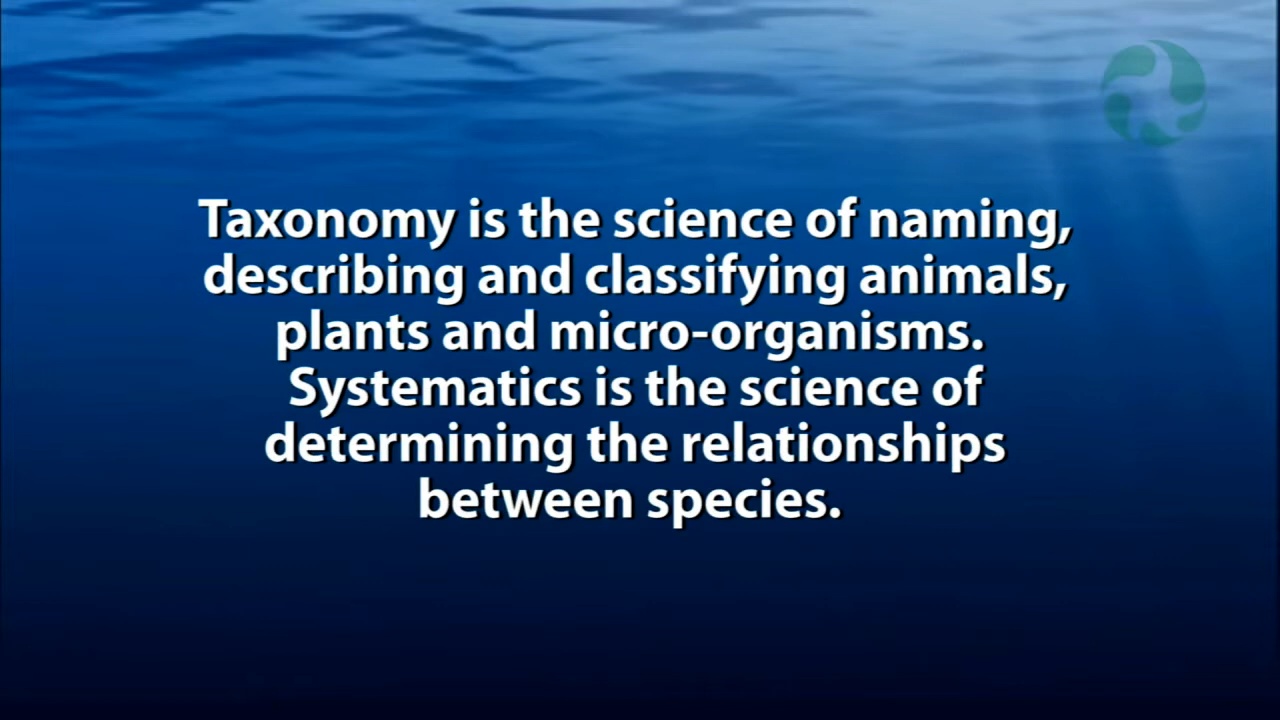 Taxonomy is the science of naming,
describing and classifying animals,
plants and micro-organisms.
Systematics is the science of
determining the relationships
between species.